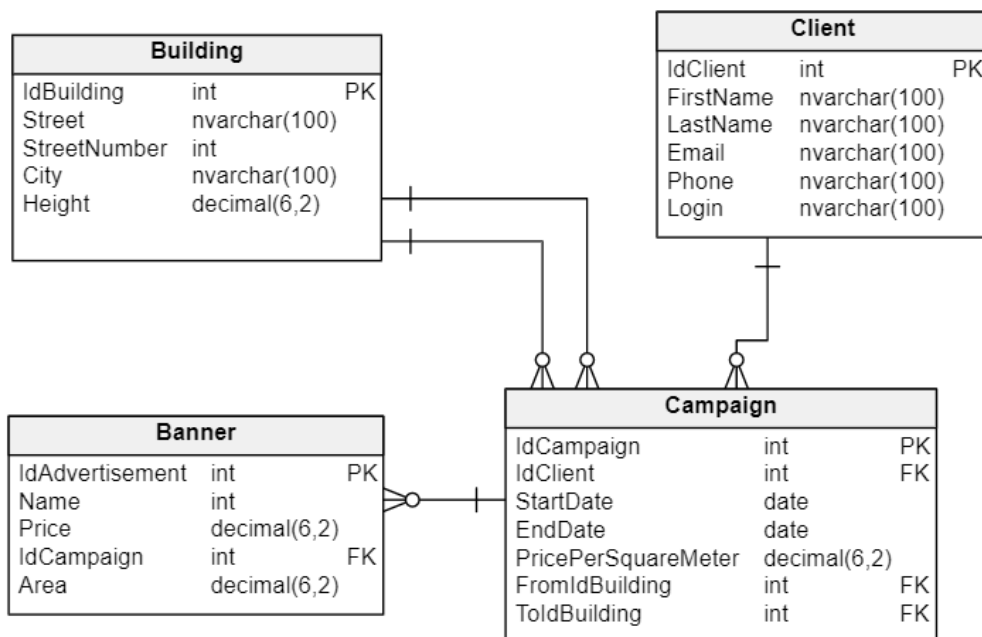 Building
IdBuilding int PK
Street nvarchar(100)
StreetNumber int
City nvarchar(100)
Height decimal(6,2)
Client
IdClient int PK
FirstName nvarchar(100)
LastName nvarchar(100)
Email nvarchar(100)
Phone nvarchar(100)
Login nvarchar(100)
Banner
IdAdvertisement int PK
Name int
Price decimal(6,2)
IdCampaign int FK
Area decimal(6,2)
Campaign
IdCampaign int PK
IdClient int FK
StartDate date
EndDate date
PricePerSquareMeter decimal(6,2)
FromIdBuilding int FK
ToIdBuilding int FK